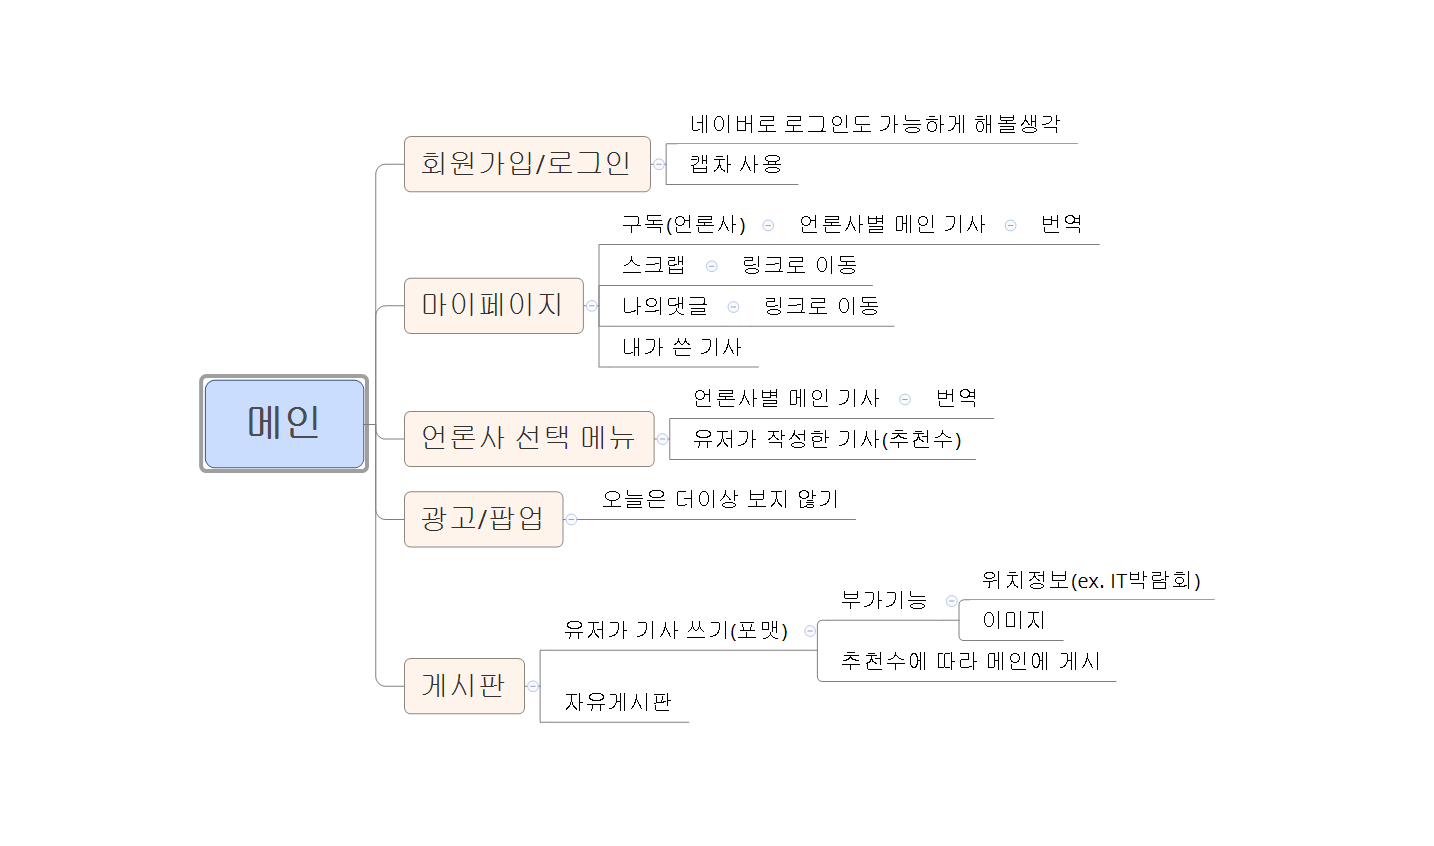 네이버로 로그인도 가능하게 해볼생각
회원가입/로그인
캡차 사용
구독(언론사) 언론사별 메인 기사 번역
스크랩 링크로 이동
마이페이지
나의댓글 링크로 이동
내가 쓴 기사
메인
언론사별 메인 기사 번역
언론사 선택 메뉴
유저가 작성한 기사(추천수)
오늘은 더이상 보지 않기
광고/팝업
위치정보(ex. IT박람회)
부가기능
이미지
유저가 기사 쓰기(포맷)
추천수에 따라 메인에 게시
게시판
자유게시판